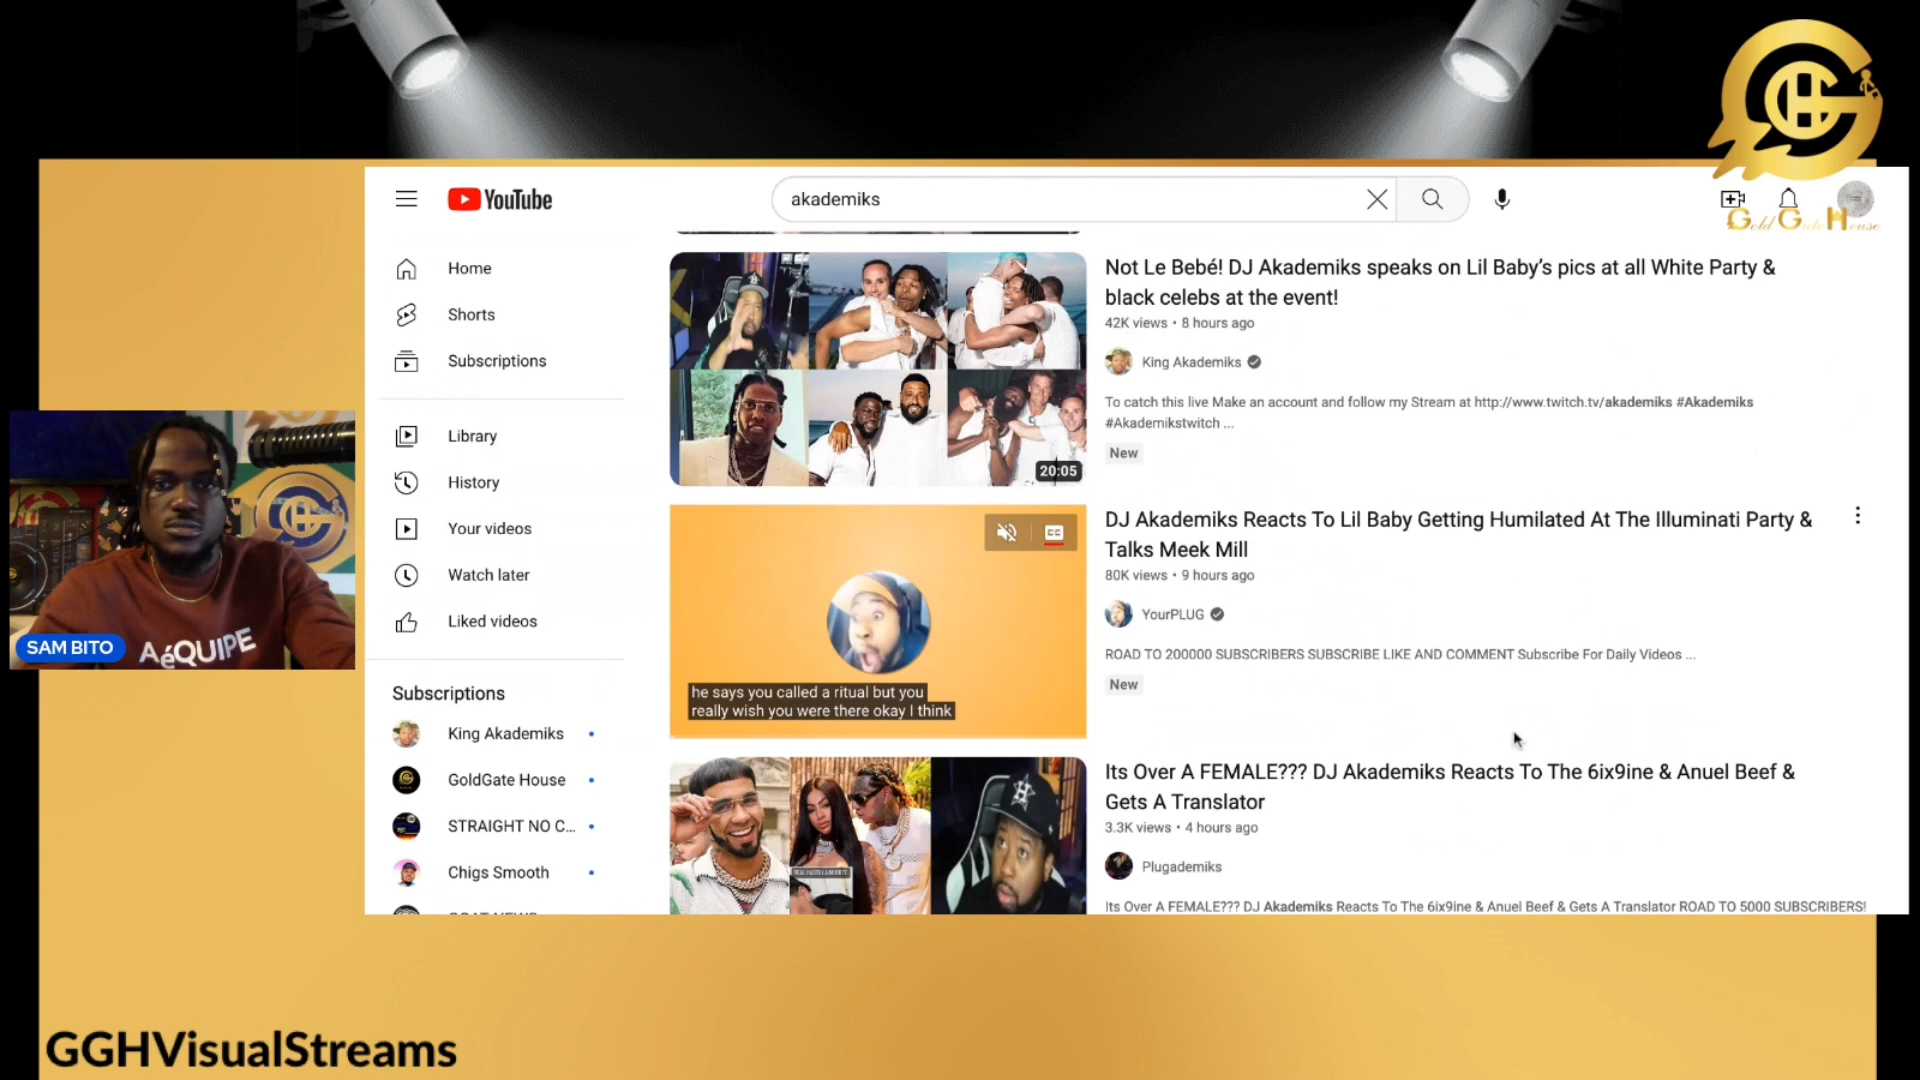 YouTube
akademiks
Gold Gate House
Home
Shorts
Subscriptions
Library
History
Your videos
Watch later
Liked videos
Subscriptions
King Akademiks
GoldGate House
STRAIGHT NO C...
Chigs Smooth
20:05
Not Le Bebé! DJ Akademiks speaks on Lil Baby’s pics at all White Party &
black celebs at the event!
42K views • 8 hours ago
King Akademiks
To catch this live Make an account and follow my Stream at http://www.twitch.tv/akademiks #Akademiks
#Akademikstwitch ...
New
CC
he says you called a ritual but you
really wish you were there okay I think
DJ Akademiks Reacts To Lil Baby Getting Humilated At The Illuminati Party &
Talks Meek Mill
80K views • 9 hours ago
YourPLUG
ROAD TO 200000 SUBSCRIBERS SUBSCRIBE LIKE AND COMMENT Subscribe For Daily Videos ...
New
Its Over A FEMALE??? DJ Akademiks Reacts To The 6ix9ine & Anuel Beef &
Gets A Translator
3.3K views • 4 hours ago
Plugademiks
Its Over A FEMALE??? DJ Akademiks Reacts To The 6ix9ine & Anuel Beef & Gets A Translator ROAD TO 5000 SUBSCRIBERS!
AéQUIPE
SAM BITO
GGHVisualStreams